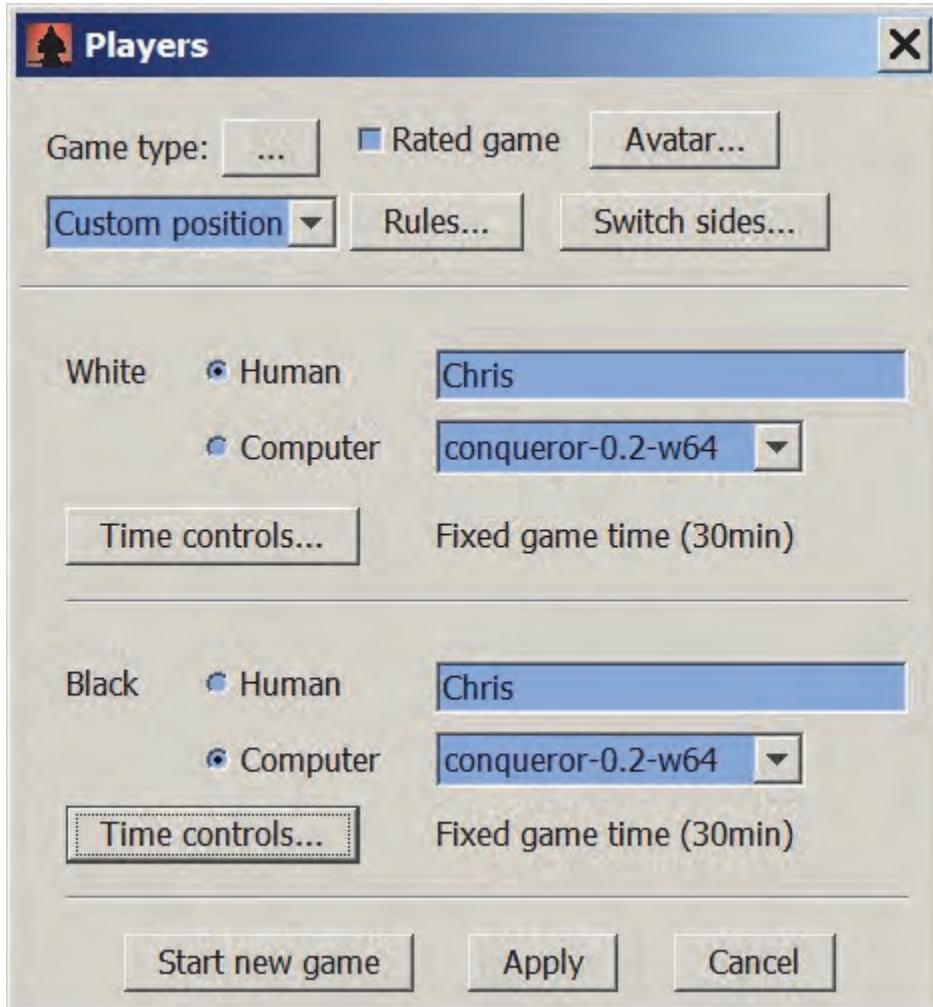 Players
Game type: ... Rated game Avatar...
Custom position Rules... Switch sides...
White Human Chris
Computer conqueror-0.2-w64
Time controls... Fixed game time (30min)
Black Human Chris
Computer conqueror-0.2-w64
Time controls... Fixed game time (30min)
Start new game Apply Cancel